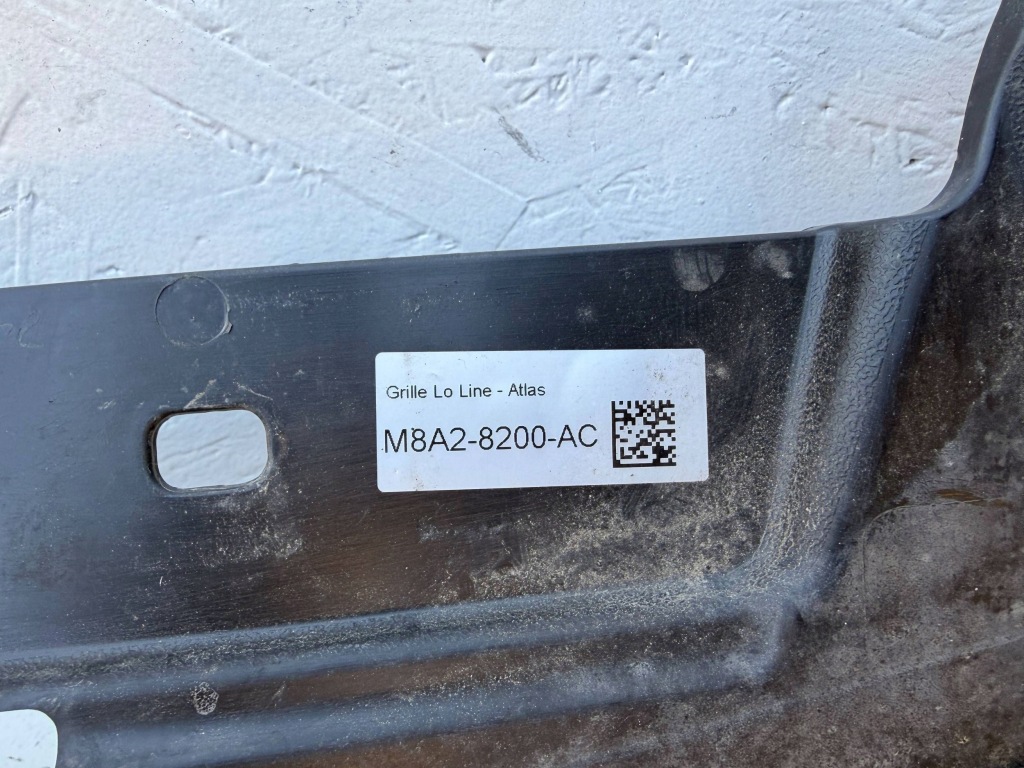 Grille Lo Line - Atlas
M8A2-8200-AC